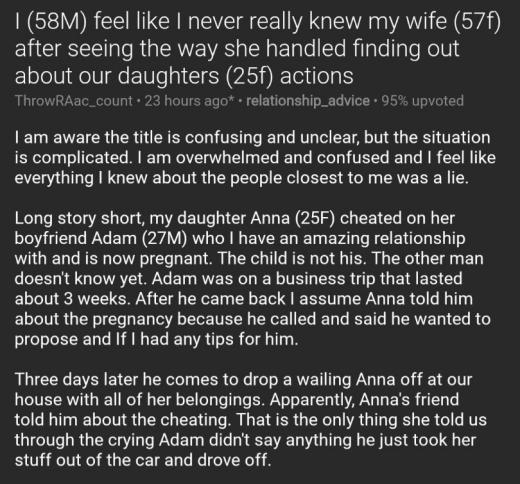 I (58M) feel like I never really knew my wife (57f)
after seeing the way she handled finding out
about our daughters (25f) actions
ThrowRAac_count • 23 hours ago* • relationship_advice • 95% upvoted
I am aware the title is confusing and unclear, but the situation
is complicated. I am overwhelmed and confused and I feel like
everything I knew about the people closest to me was a lie.
Long story short, my daughter Anna (25F) cheated on her
boyfriend Adam (27M) who I have an amazing relationship
with and is now pregnant. The child is not his. The other man
doesn't know yet. Adam was on a business trip that lasted
about 3 weeks. After he came back I assume Anna told him
about the pregnancy because he called and said he wanted to
propose and If I had any tips for him.
Three days later he comes to drop a wailing Anna off at our
house with all of her belongings. Apparently, Anna's friend
told him about the cheating. That is the only thing she told us
through the crying Adam didn't say anything he just took her
stuff out of the car and drove off.